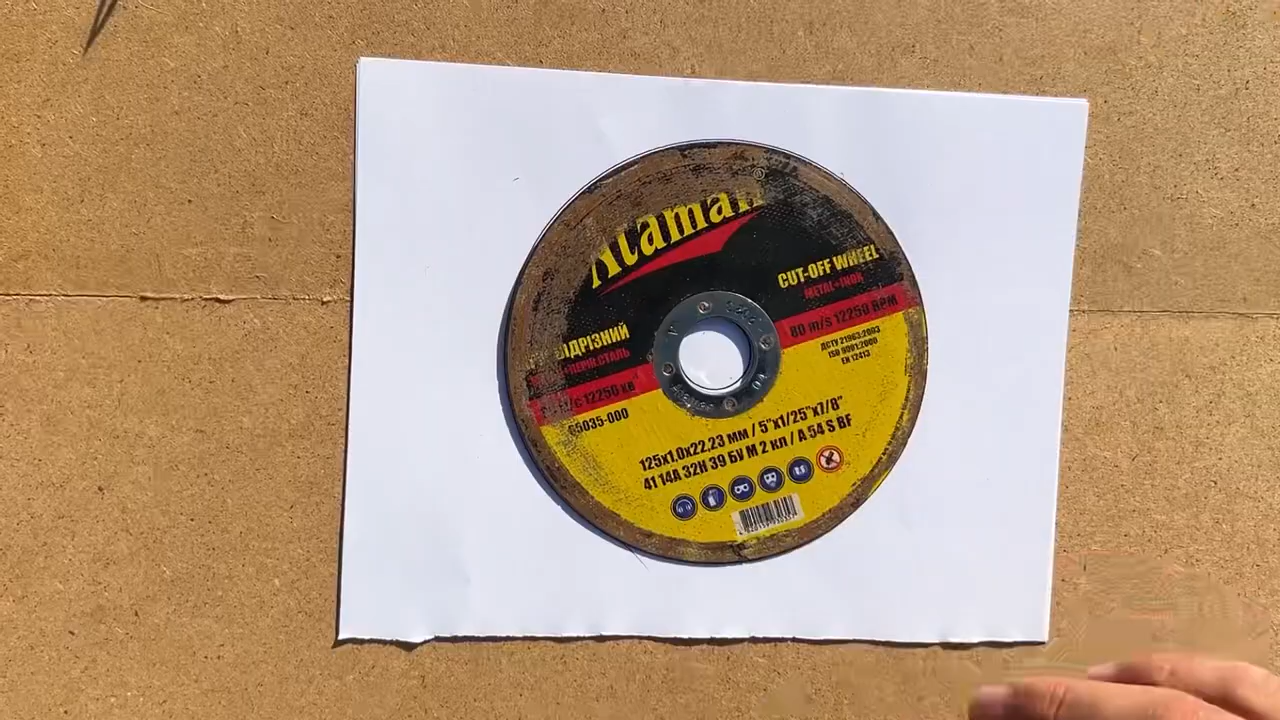 Ataman®
CUT-OFF WHEEL
METAL+INOX
80 m/s 12250 RPM
ДСТУ 21963:2003
ISO 9001:2000
EN 12413
ВІДРІЗНИЙ
+НЕРЖ.СТАЛЬ
12250
65035-000
125x1,0x22,23 мм / 5"x1/25"x7/8"
41 14А 32Н 39 БУ М 2 кл / A 54 S BF